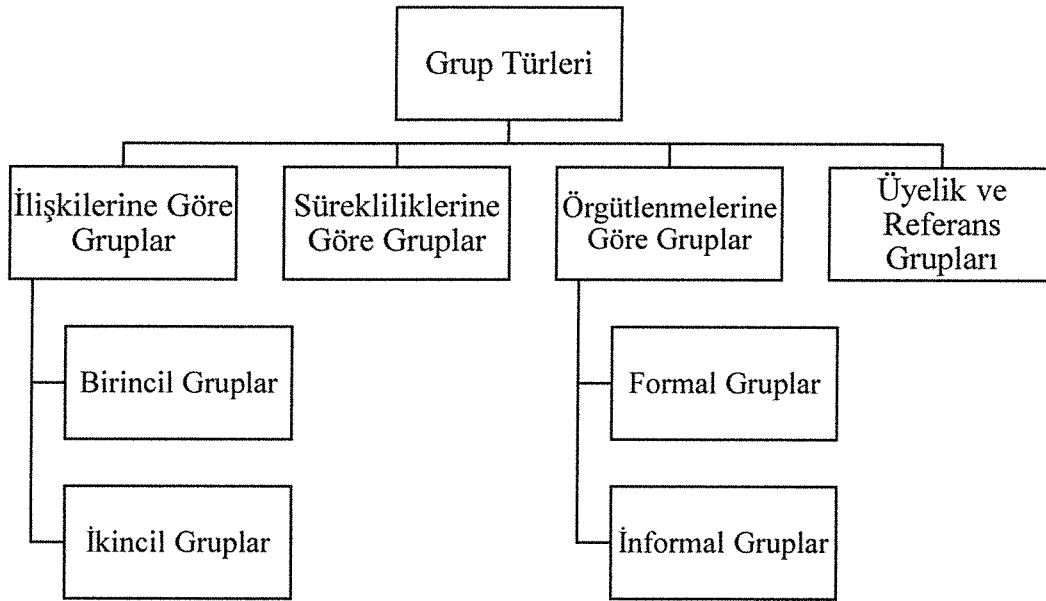 Grup Türleri
İlişkilerine Göre
Gruplar
Sürekliliklerine
Göre Gruplar
Örgütlenmelerine
Göre Gruplar
Üyelik ve
Referans
Grupları
Birincil Gruplar
İkincil Gruplar
Formal Gruplar
İnformal Gruplar